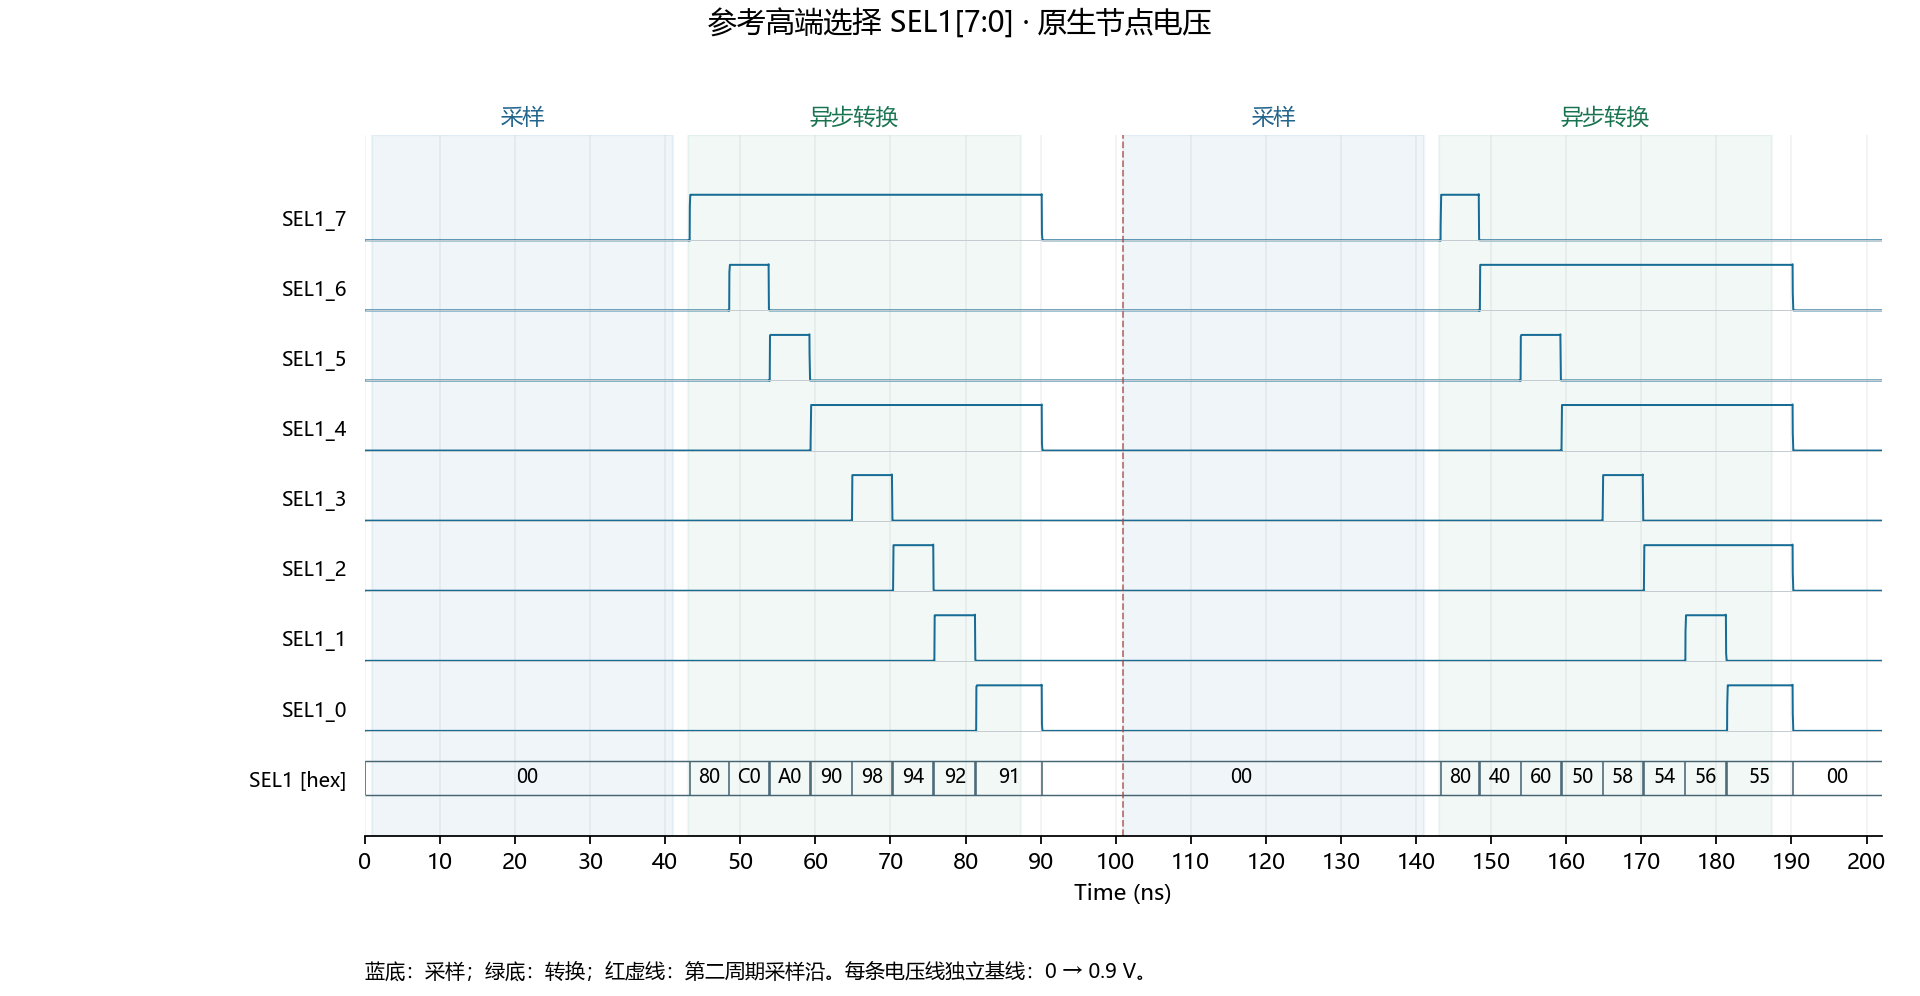 参考高端选择 SEL1[7:0] · 原生节点电压
采样 异步转换 采样 异步转换
SEL1_7
SEL1_6
SEL1_5
SEL1_4
SEL1_3
SEL1_2
SEL1_1
SEL1_0
SEL1 [hex] 00 80 C0 A0 90 98 94 92 91 00 80 40 60 50 58 54 56 55 00
0 10 20 30 40 50 60 70 80 90 100 110 120 130 140 150 160 170 180 190 200
Time (ns)
蓝底：采样；绿底：转换；红虚线：第二周期采样沿。每条电压线独立基线：0 → 0.9 V。